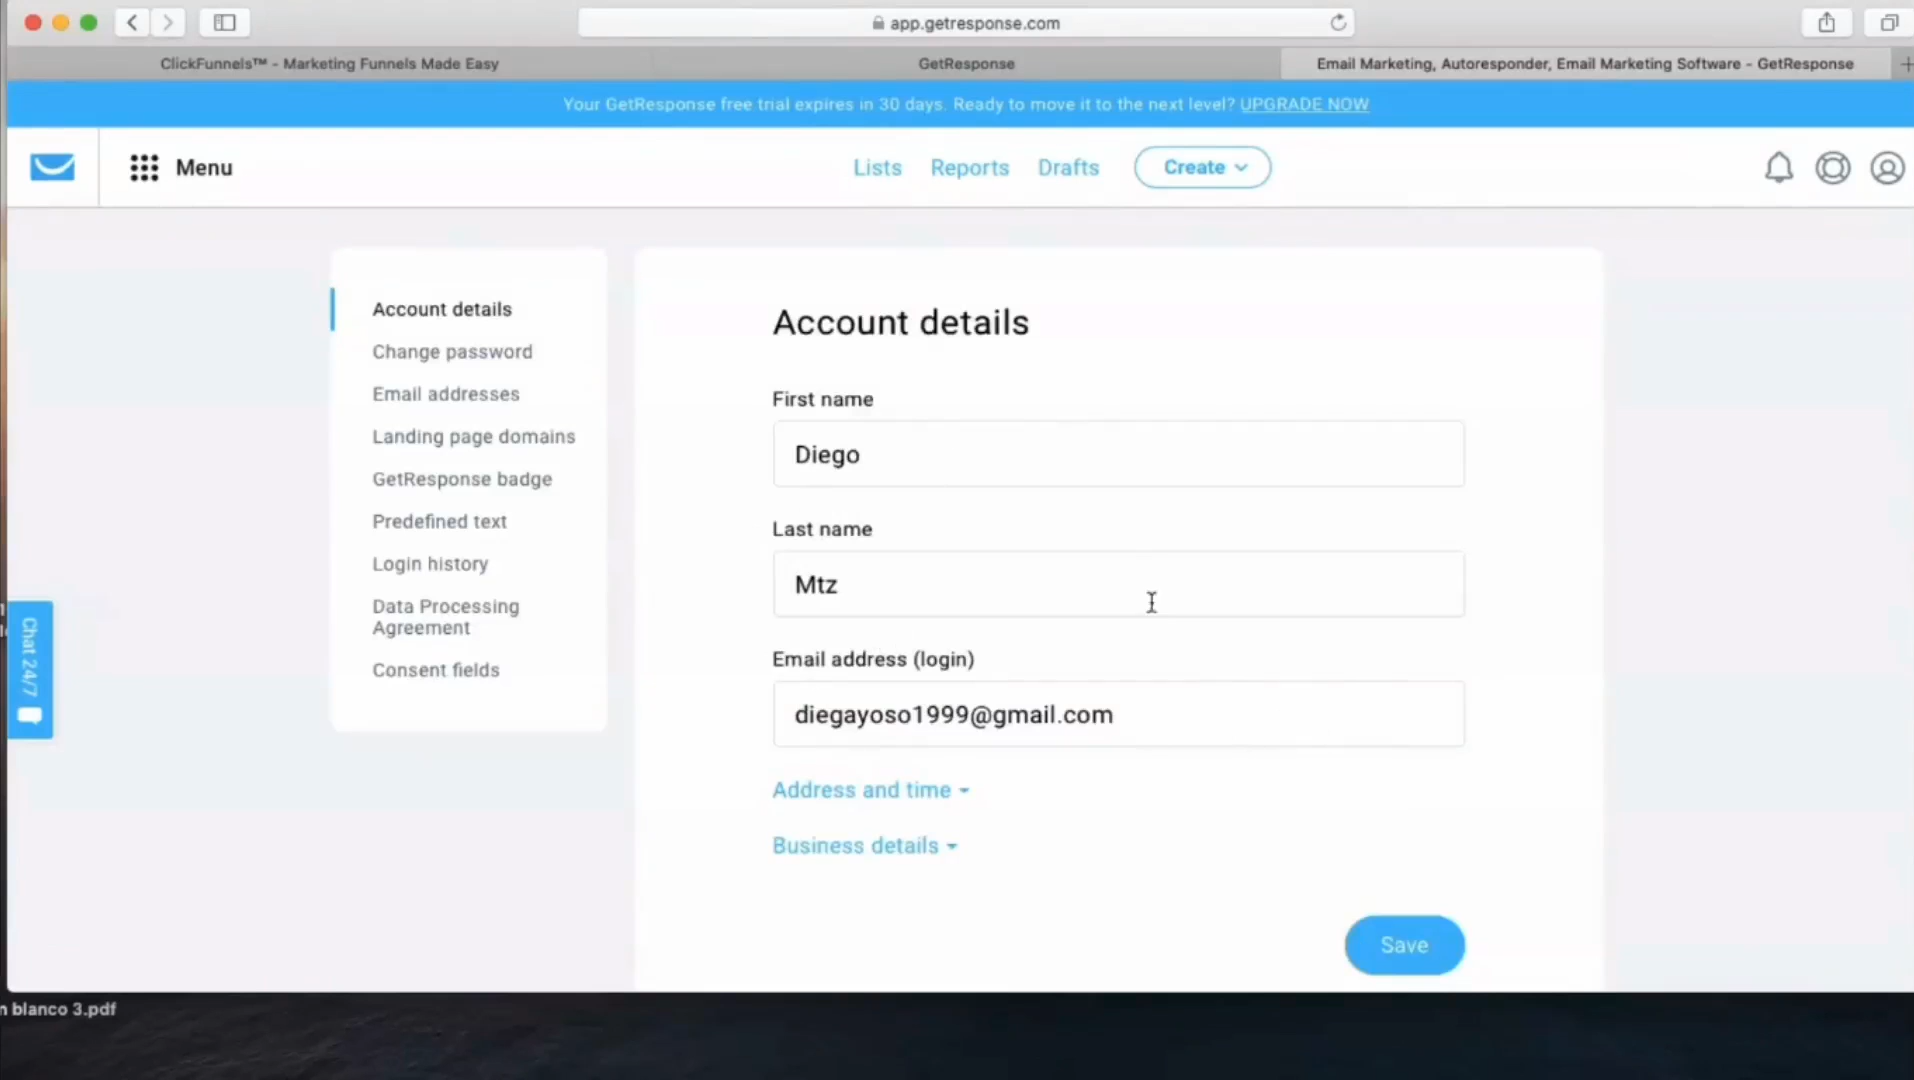 app.getresponse.com
ClickFunnels™ - Marketing Funnels Made Easy
GetResponse
Email Marketing, Autoresponder, Email Marketing Software - GetResponse
Your GetResponse free trial expires in 30 days. Ready to move it to the next level? UPGRADE NOW
Menu
Lists
Reports
Drafts
Create
Account details
Change password
Email addresses
Landing page domains
GetResponse badge
Predefined text
Login history
Data Processing
Agreement
Consent fields
Account details
First name
Diego
Last name
Mtz
Email address (login)
diegayoso1999@gmail.com
Address and time
Business details
Save
Chat 24/7
blanco 3.pdf